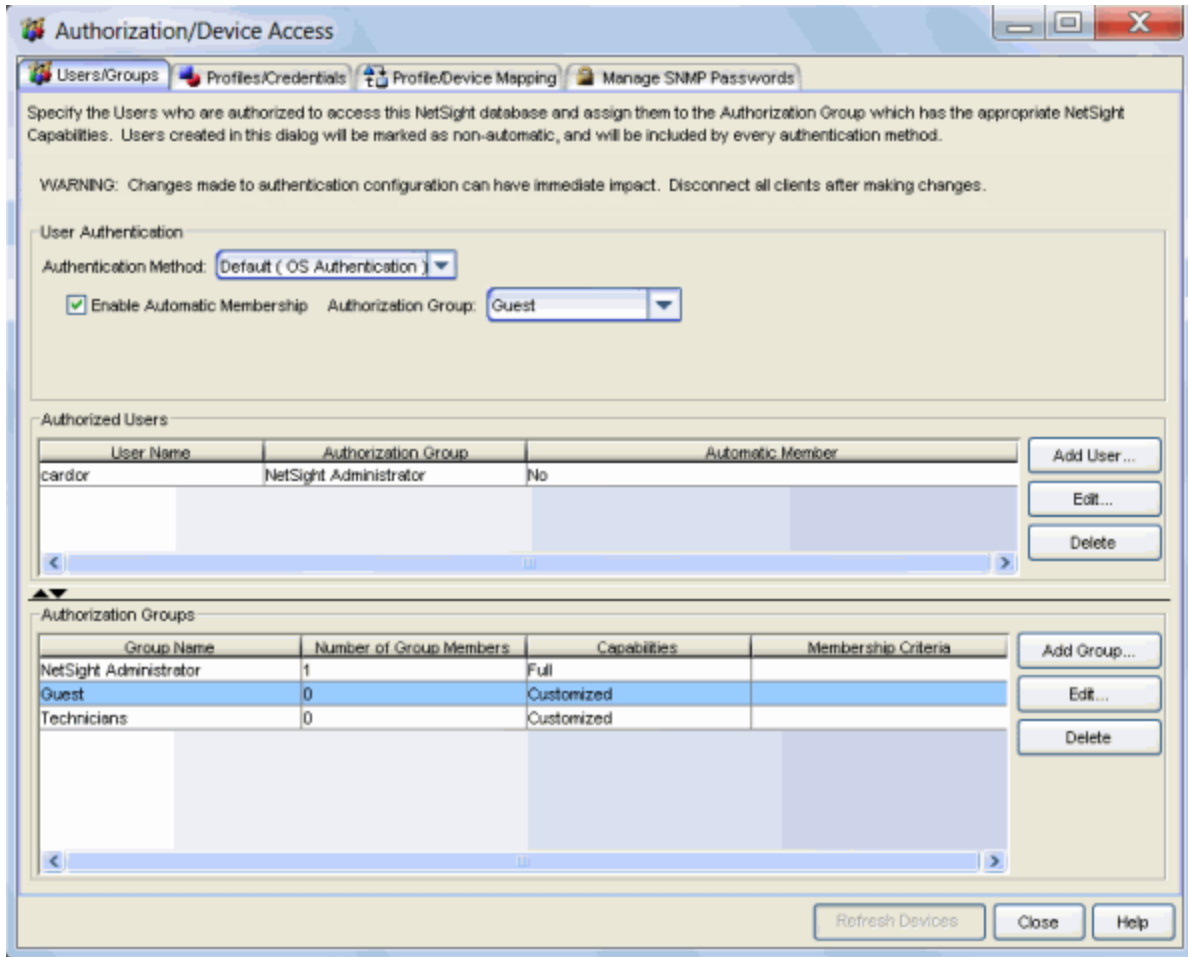 Authorization/Device Access
Users/Groups Profiles/Credentials Profile/Device Mapping Manage SNMP Passwords
Specify the Users who are authorized to access this NetSight database and assign them to the Authorization Group which has the appropriate NetSight
Capabilities. Users created in this dialog will be marked as non-automatic, and will be included by every authentication method.
WARNING: Changes made to authentication configuration can have immediate impact. Disconnect all clients after making changes.
User Authentication
Authentication Method: Default ( OS Authentication )
Enable Automatic Membership Authorization Group: Guest
Authorized Users
User Name Authorization Group Automatic Member
cardor NetSight Administrator No
Add User...
Edit...
Delete
Authorization Groups
Group Name Number of Group Members Capabilities Membership Criteria
NetSight Administrator 1 Full
Guest 0 Customized
Technicians 0 Customized
Add Group...
Edit...
Delete
Refresh Devices Close Help